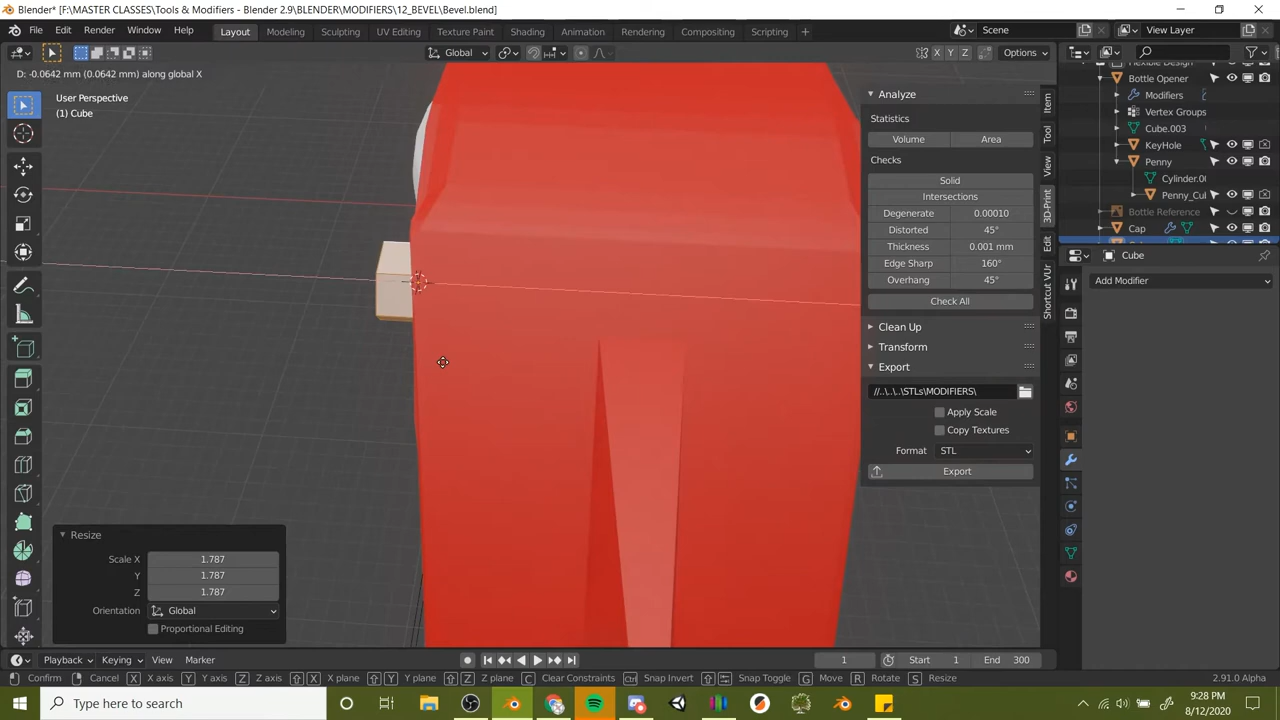 Blender* [F:\MASTER CLASSES\Tools & Modifiers - Blender 2.9\BLENDER\MODIFIERS\12_BEVEL\Bevel.blend]
File Edit Render Window Help Layout Modeling Sculpting UV Editing Texture Paint Shading Animation Rendering Compositing Scripting Scene View Layer
Global X Y Z Options
D: -0.0642 mm (0.0642 mm) along global X
User Perspective
(1) Cube
Analyze
Statistics
Volume Area
Checks
Solid
Intersections
Degenerate 0.00010
Distorted 45°
Thickness 0.001 mm
Edge Sharp 160°
Overhang 45°
Check All
Clean Up
Transform
Export
//..\..\..\STLs\MODIFIERS\
Apply Scale
Copy Textures
Format STL
Export
Item
Tool
View
3D-Print
Edit
Shortcut VUr
Flexible Design
Bottle Opener
Modifiers
Vertex Groups
Cube.003
KeyHole
Penny
Cylinder.00
Penny_Cu
Bottle Reference
Cap
Cube
Add Modifier
Resize
Scale X 1.787
Y 1.787
Z 1.787
Orientation Global
Proportional Editing
Playback Keying View Marker 1 Start 1 End 300
Confirm Cancel X X axis Y Y axis Z Z axis X X plane Y Y plane Z Z plane C Clear Constraints Ctrl Snap Invert Snap Toggle G Move R Rotate S Resize 2.91.0 Alpha
Type here to search
9:28 PM
8/12/2020